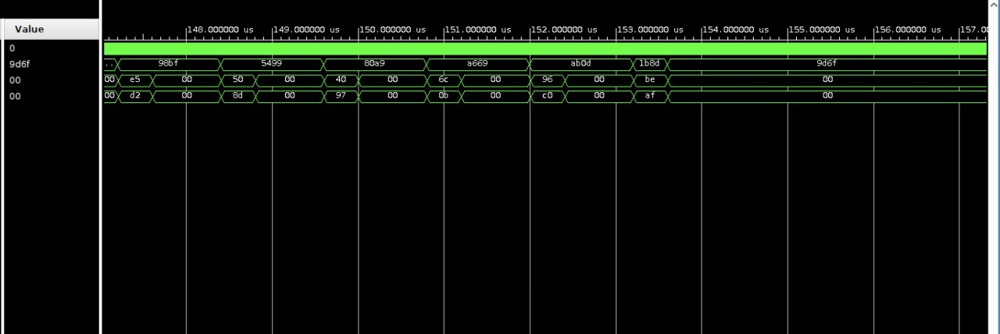 Value
148.000000 us 149.000000 us 150.000000 us 151.000000 us 152.000000 us 153.000000 us 154.000000 us 155.000000 us 156.000000 us 157.00
0
9d6f .. 98bf 5499 80a9 a669 ab0d 1b8d 9d6f
00 00 e5 00 50 00 40 00 6c 00 96 00 be 00
00 00 d2 00 8d 00 97 00 0b 00 c0 00 af 00